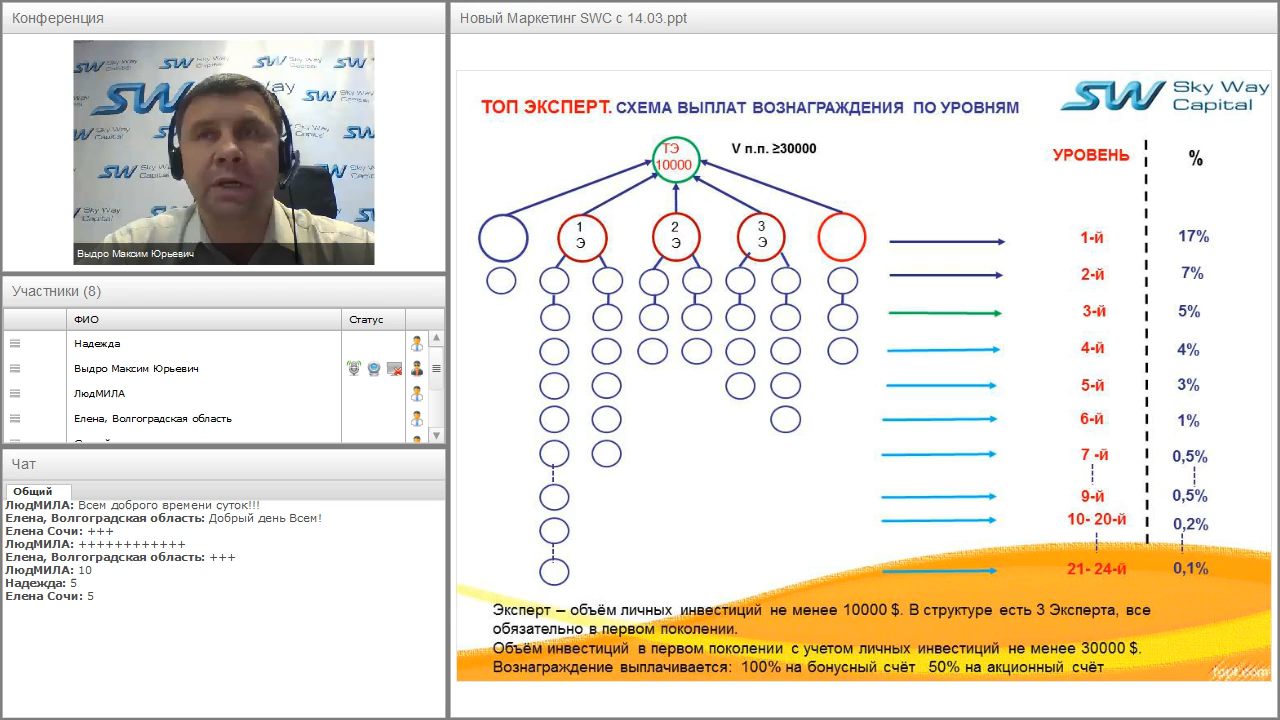 Конференция
Выдро Максим Юрьевич
Участники (8)
ФИО
Статус
Надежда
Выдро Максим Юрьевич
ЛюдМИЛА
Елена, Волгоградская область
Чат
Общий
ЛюдМИЛА: Всем доброго времени суток!!!
Елена, Волгоградская область: Добрый день Всем!
Елена Сочи: +++
ЛюдМИЛА: ++++++++++++
Елена, Волгоградская область: +++
ЛюдМИЛА: 10
Надежда: 5
Елена Сочи: 5
Новый Маркетинг SWC с 14.03.ppt
SW Sky Way
Capital
ТОП ЭКСПЕРТ. СХЕМА ВЫПЛАТ ВОЗНАГРАЖДЕНИЯ ПО УРОВНЯМ
ТЭ
10000
V п.п. ≥30000
УРОВЕНЬ %
1
Э
2
Э
3
Э
1-й 17%
2-й 7%
3-й 5%
4-й 4%
5-й 3%
6-й 1%
7 -й 0,5%
9-й 0,5%
10- 20-й 0,2%
21- 24-й 0,1%
Эксперт – объём личных инвестиций не менее 10000 $. В структуре есть 3 Эксперта, все
обязательно в первом поколении.
Объём инвестиций в первом поколении с учетом личных инвестиций не менее 30000 $.
Вознаграждение выплачивается: 100% на бонусный счёт 50% на акционный счёт